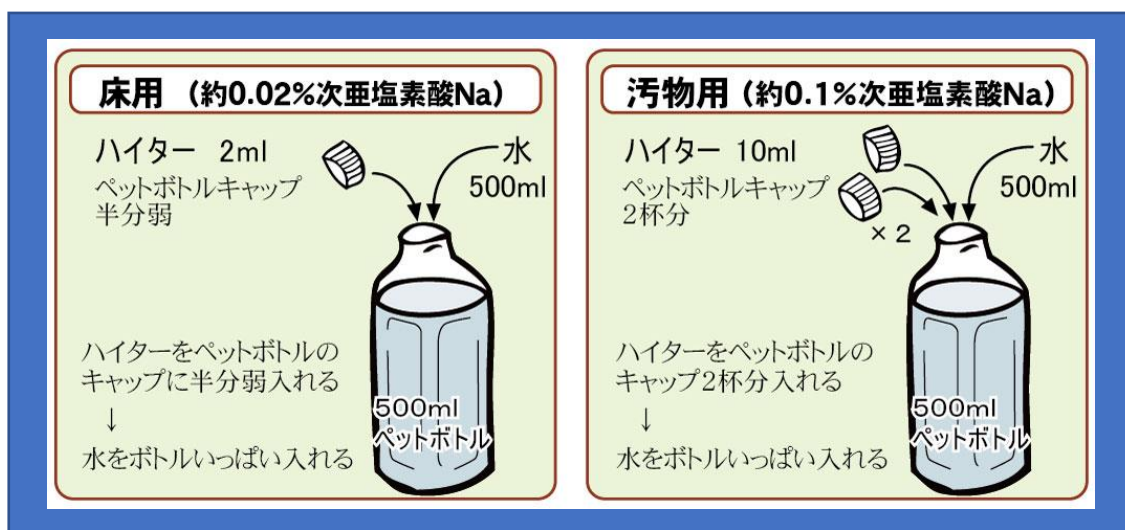 床用 (約0.02%次亜塩素酸Na)
ハイター 2ml
ペットボトルキャップ
半分弱
水
500ml
ハイターをペットボトルの
キャップに半分弱入れる
↓
水をボトルいっぱい入れる
500ml
ペットボトル
汚物用 (約0.1%次亜塩素酸Na)
ハイター 10ml
ペットボトルキャップ
2杯分
× 2
水
500ml
ハイターをペットボトルの
キャップ2杯分入れる
↓
水をボトルいっぱい入れる
500ml
ペットボトル